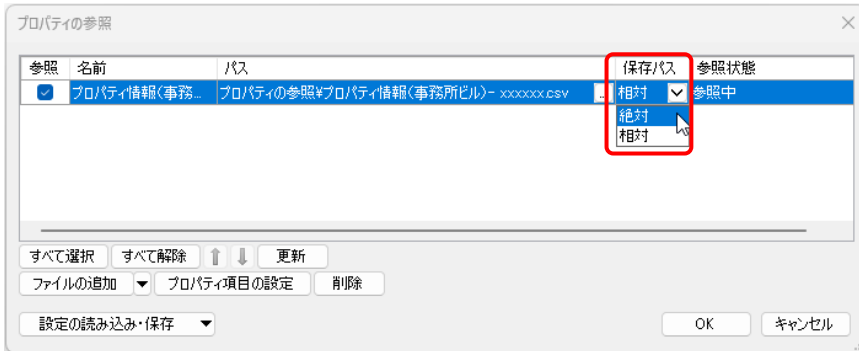 プロパティの参照
参照 名前 パス 保存パス 参照状態
プロパティ情報(事務... プロパティの参照¥プロパティ情報(事務所ビル)- xxxxxx.csv ... 相対 参照中
絶対
相対
すべて選択 すべて解除 更新
ファイルの追加 プロパティ項目の設定 削除
設定の読み込み・保存 OK キャンセル